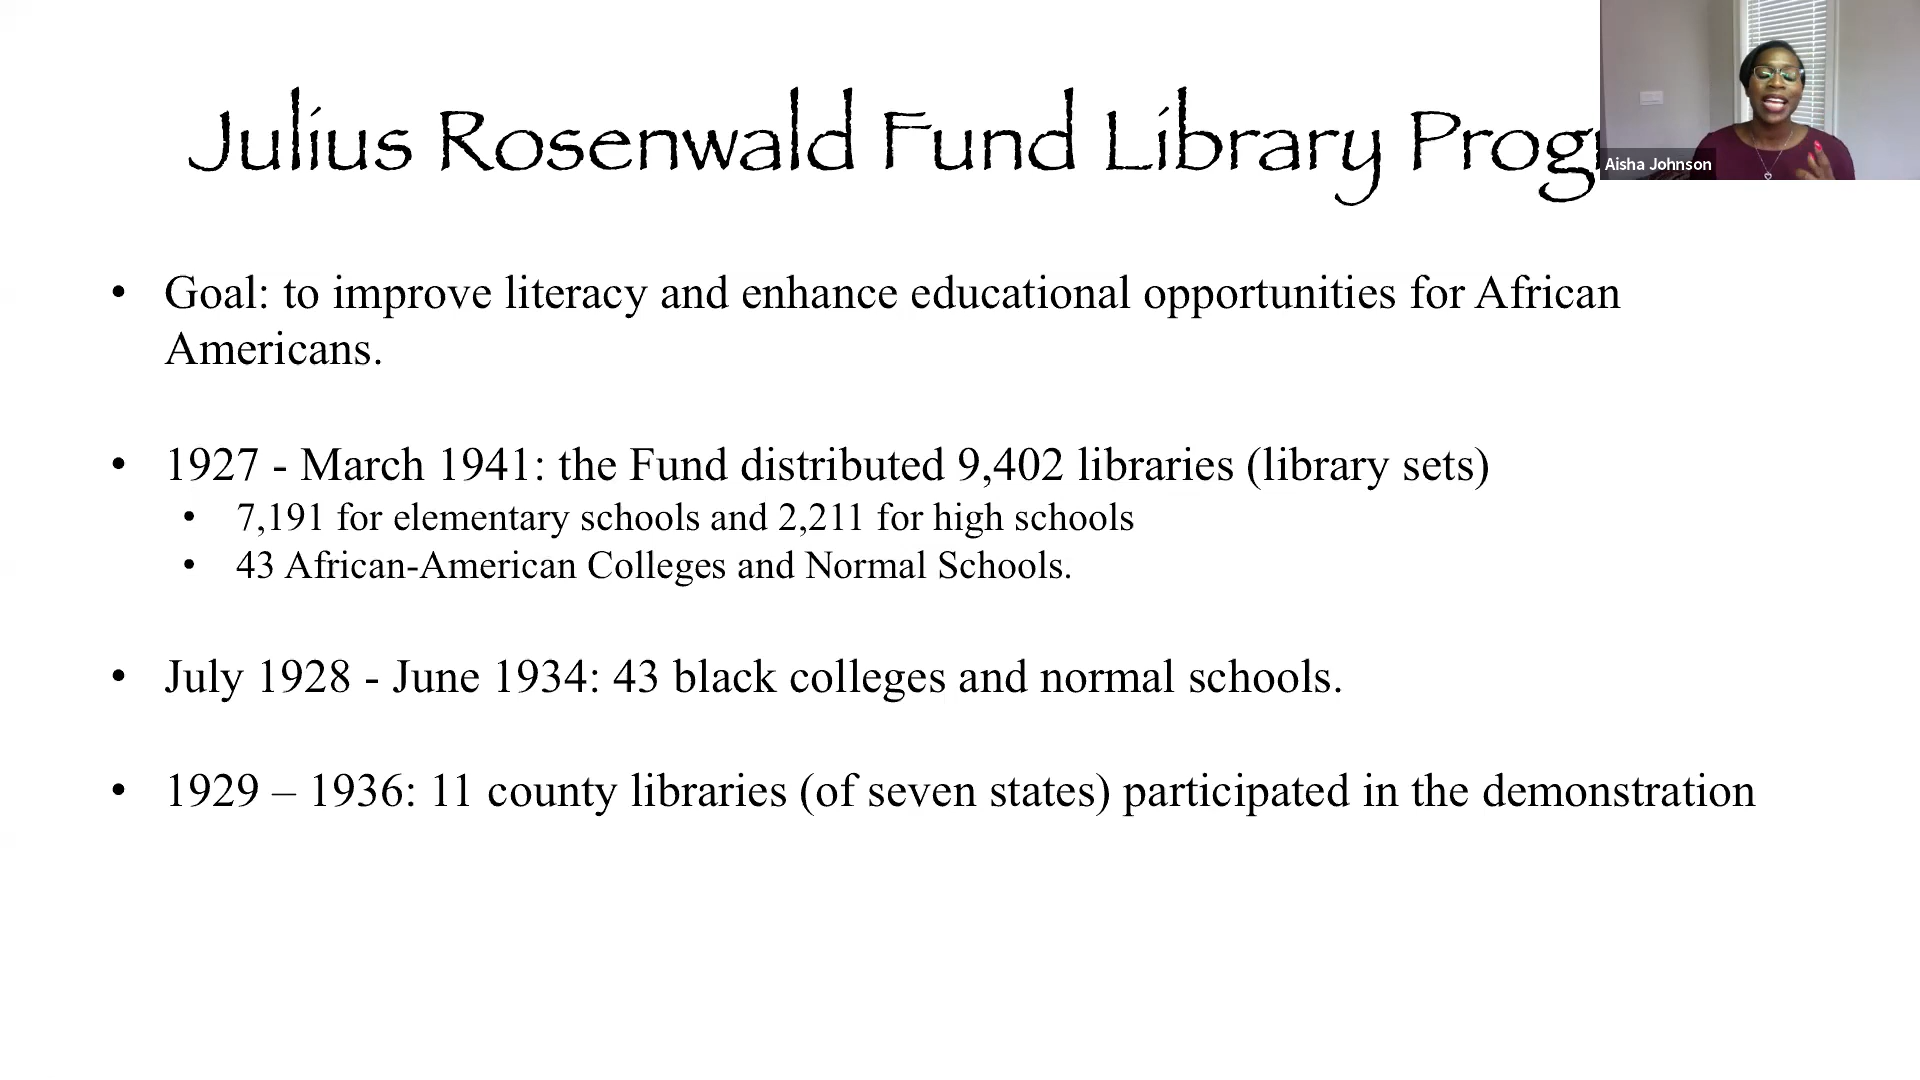 Julius Rosenwald Fund Library Prog
Aisha Johnson
• Goal: to improve literacy and enhance educational opportunities for African
Americans.
• 1927 - March 1941: the Fund distributed 9,402 libraries (library sets)
• 7,191 for elementary schools and 2,211 for high schools
• 43 African-American Colleges and Normal Schools.
• July 1928 - June 1934: 43 black colleges and normal schools.
• 1929 – 1936: 11 county libraries (of seven states) participated in the demonstration